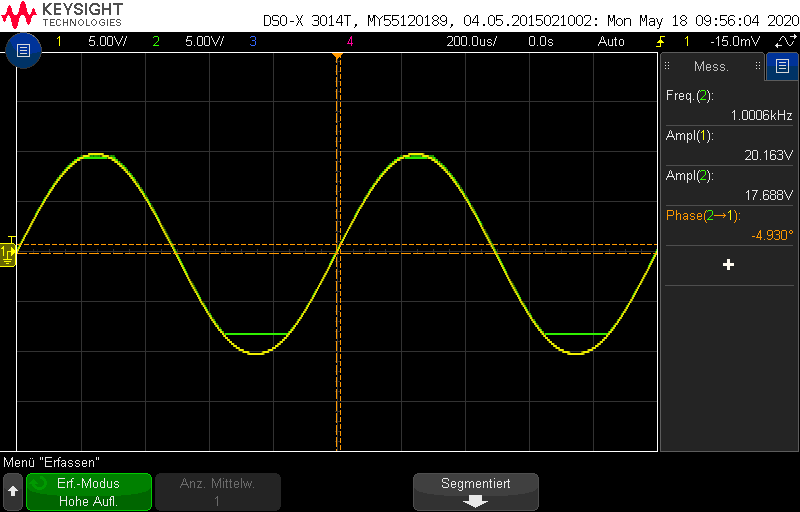 KEYSIGHT
TECHNOLOGIES
DSO-X 3014T, MY55120189, 04.05.2015021002: Mon May 18 09:56:04 2020
1 5.00V/ 2 5.00V/ 3 4 200.0us/ 0.0s Auto 1 -15.0mV
Mess.
Freq.(2):
1.0006kHz
Ampl(1):
20.163V
Ampl(2):
17.688V
Phase(2→1):
-4.930°
T
1
Menü "Erfassen"
Erf.-Modus
Hohe Aufl.
Anz. Mittelw.
1
Segmentiert